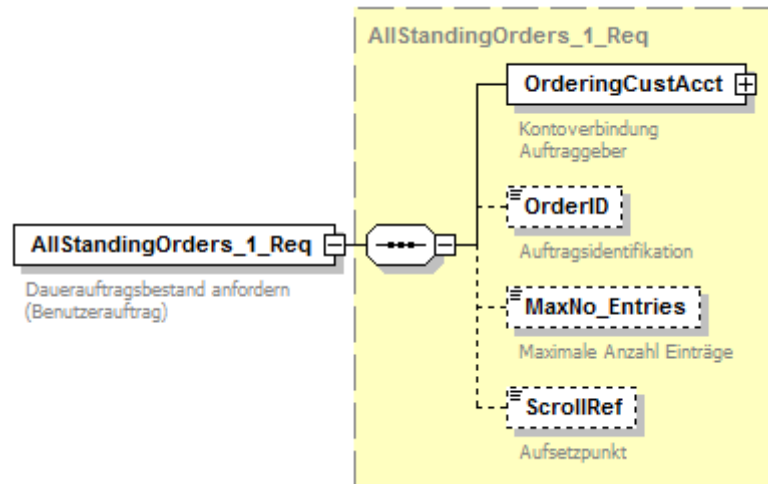 AllStandingOrders_1_Req
OrderingCustAcct
Kontoverbindung
Auftraggeber
OrderID
Auftragsidentifikation
AllStandingOrders_1_Req
Dauerauftragsbestand anfordern
(Benutzerauftrag)
MaxNo_Entries
Maximale Anzahl Einträge
ScrollRef
Aufsetzpunkt